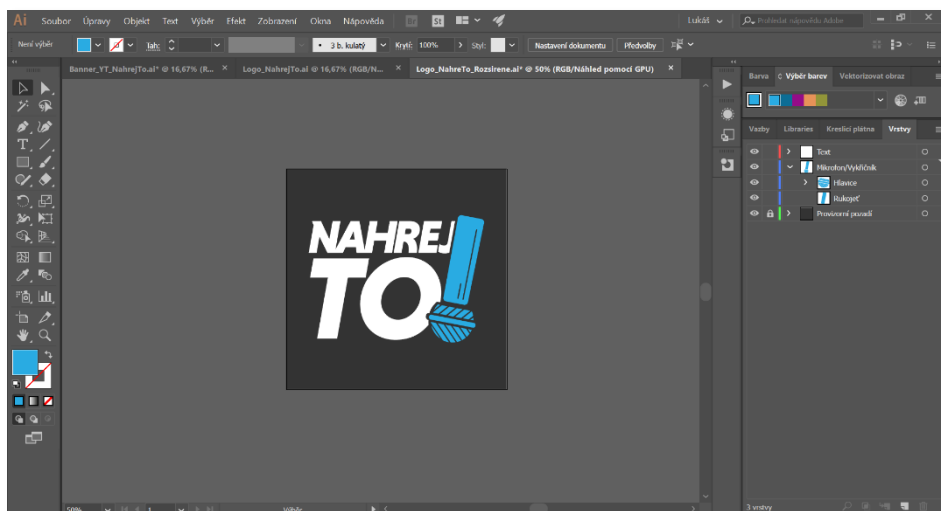 Ai Soubor Úpravy Objekt Text Výběr Efekt Zobrazení Okna Nápověda Br St Lukáš Prohledat nápovědu Adobe
Není výběr Tah: 3 b. kulatý Krytí: 100% Styl: Nastavení dokumentu Předvolby
Banner_YT_NahrejTo.ai* @ 16,67% (R... × Logo_NahrejTo.ai @ 16,67% (RGB/N... × Logo_NahreTo_Rozsirene.ai* @ 50% (RGB/Náhled pomocí GPU) ×
Barva Výběr barev Vektorizovat obraz
Vazby Libraries Kreslicí plátna Vrstvy
Text
Mikrofon/Vykřičník
Hlavice
Rukojeť
Provizorní pozadí
NAHREJ
TO!
50% 1 Výběr
3 vrstvy